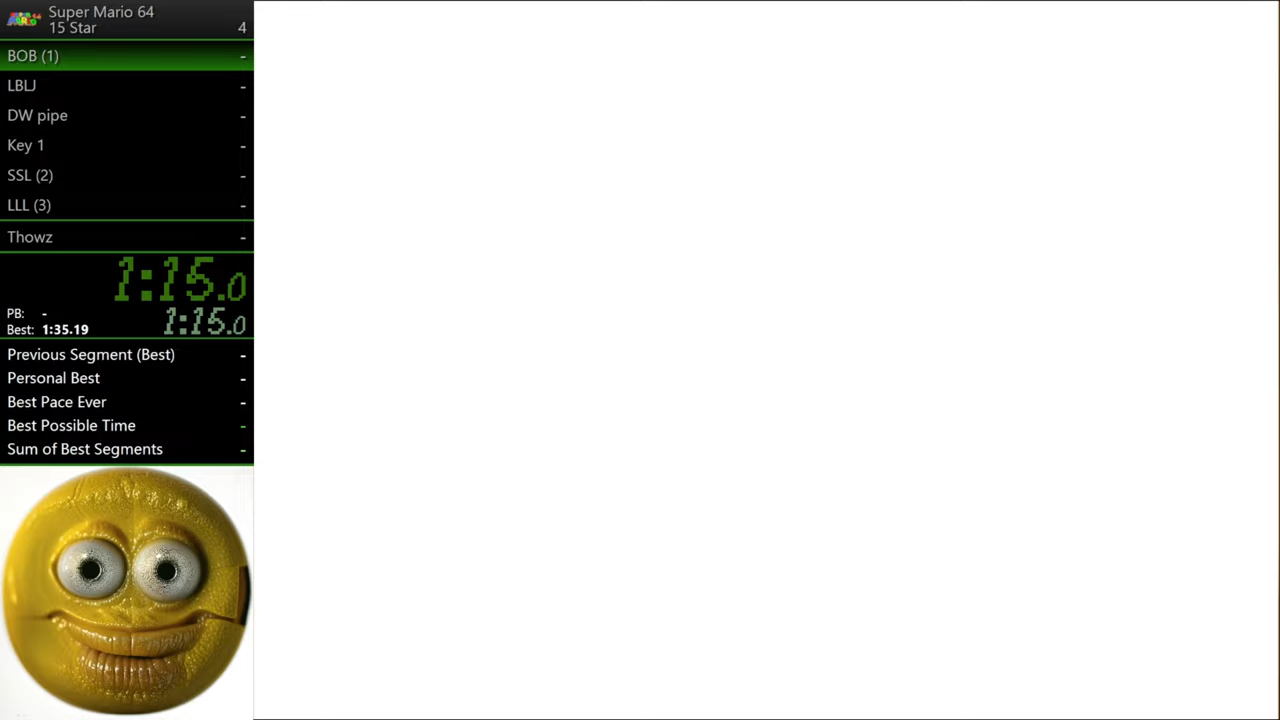 Super Mario 64
15 Star 4
BOB (1) -
LBLJ -
DW pipe -
Key 1 -
SSL (2) -
LLL (3) -
Thowz -
1:15.0
PB: -
Best: 1:35.19 1:15.0
Previous Segment (Best) -
Personal Best -
Best Pace Ever -
Best Possible Time -
Sum of Best Segments -